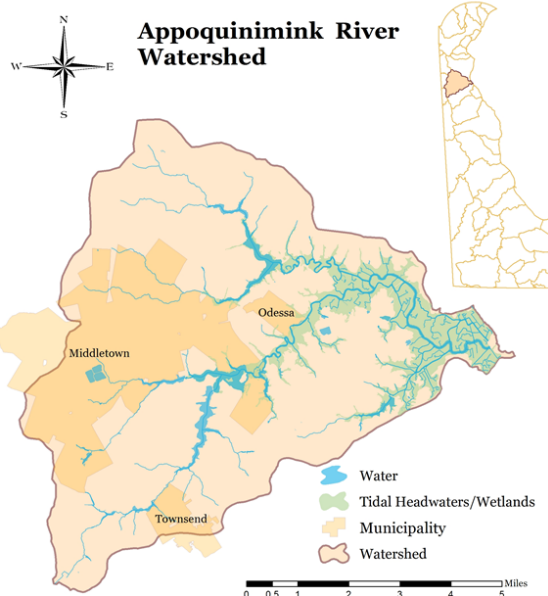 N
W
E
S
Appoquinimink River
Watershed
Odessa
Middletown
Townsend
Water
Tidal Headwaters/Wetlands
Municipality
Watershed
Miles
0 0.5 1 2 3 4 5